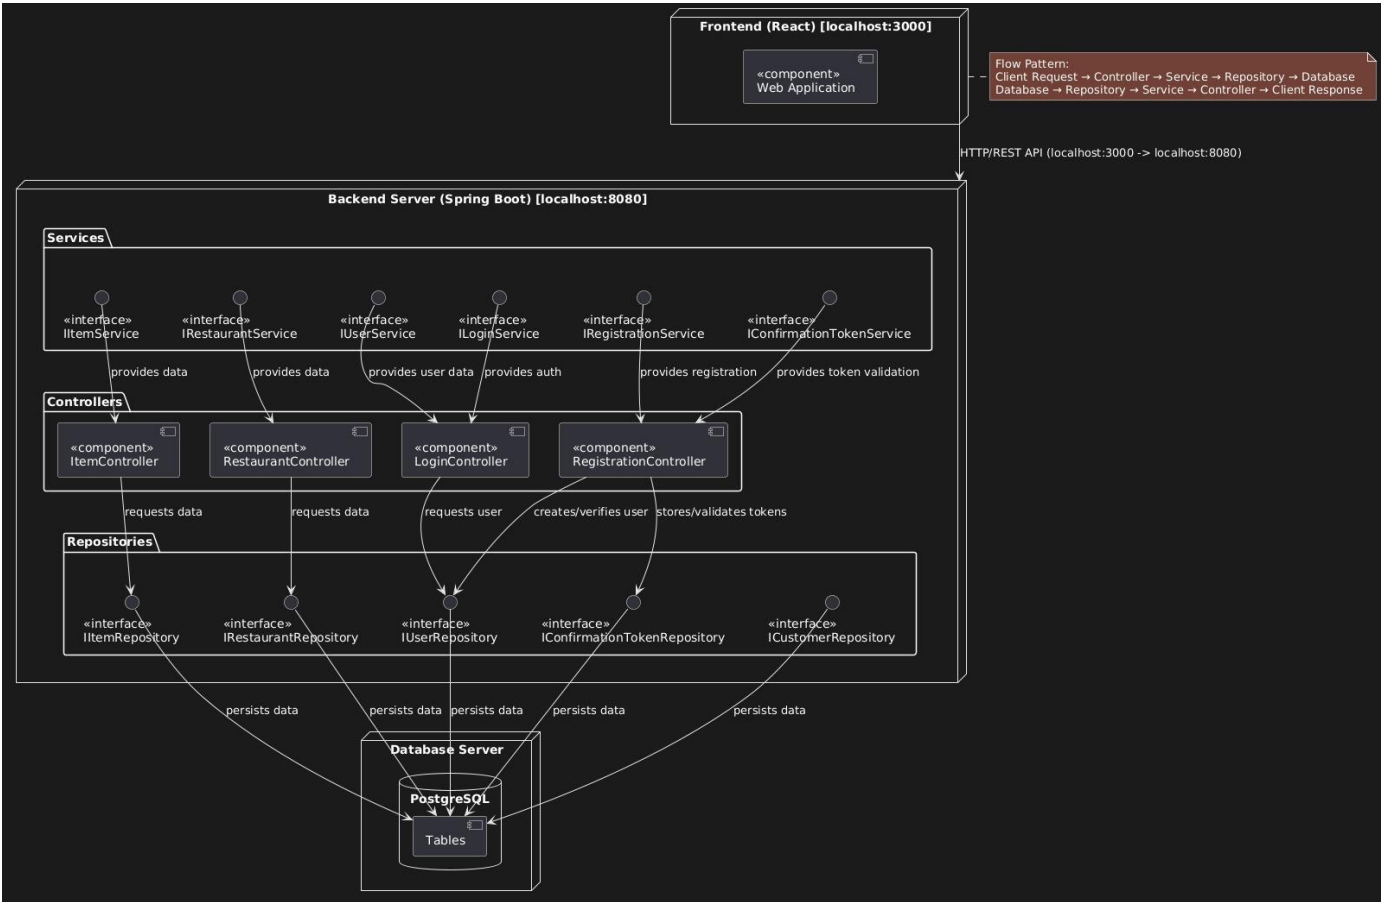 Frontend (React) [localhost:3000]
«component»
Web Application
Flow Pattern:
Client Request → Controller → Service → Repository → Database
Database → Repository → Service → Controller → Client Response
HTTP/REST API (localhost:3000 -> localhost:8080)
Backend Server (Spring Boot) [localhost:8080]
Services
«interface»
IItemService
«interface»
IRestaurantService
«interface»
IUserService
«interface»
ILoginService
«interface»
IRegistrationService
«interface»
IConfirmationTokenService
provides data
provides data
provides user data
provides auth
provides registration
provides token validation
Controllers
«component»
ItemController
«component»
RestaurantController
«component»
LoginController
«component»
RegistrationController
requests data
requests data
requests user
creates/verifies user
stores/validates tokens
Repositories
«interface»
IItemRepository
«interface»
IRestaurantRepository
«interface»
IUserRepository
«interface»
IConfirmationTokenRepository
«interface»
ICustomerRepository
persists data
persists data
persists data
persists data
persists data
Database Server
PostgreSQL
Tables